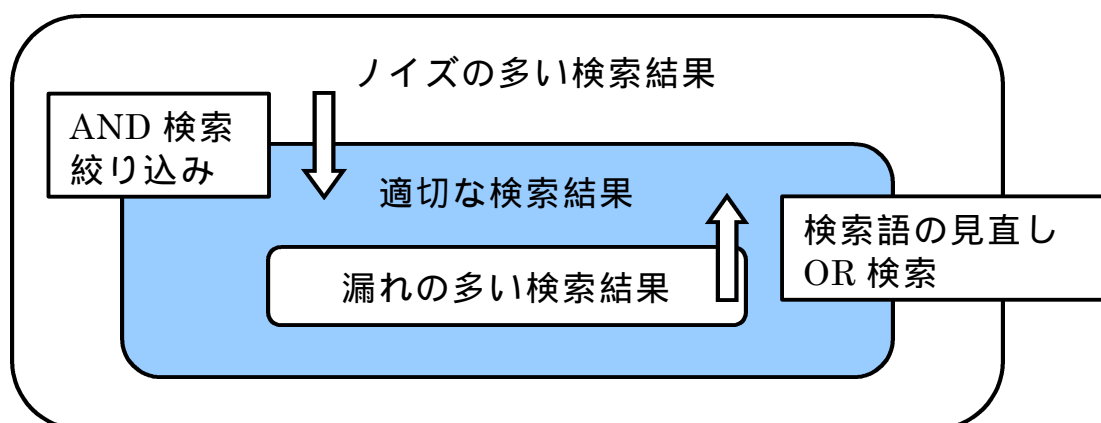 ノイズの多い検索結果
AND 検索
絞り込み
適切な検索結果
検索語の見直し
OR 検索
漏れの多い検索結果